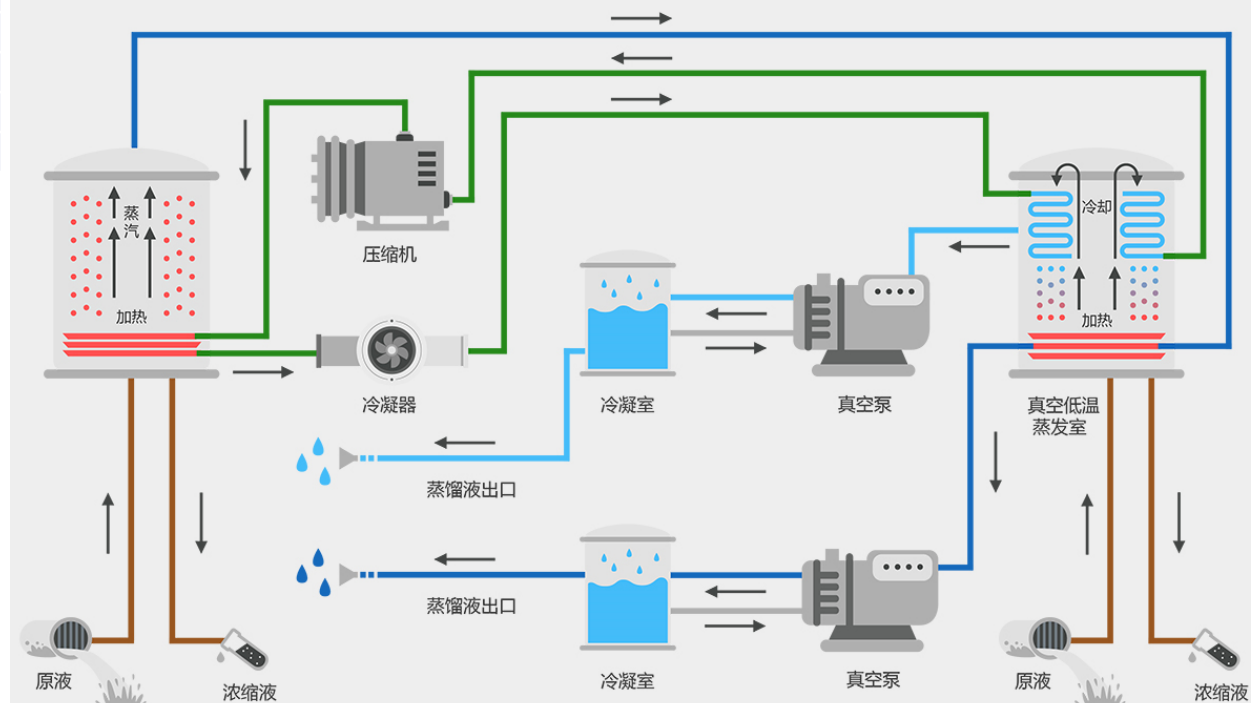 蒸
汽
加热
压缩机
冷凝器
冷却
加热
冷凝室
真空泵
真空低温
蒸发室
蒸馏液出口
蒸馏液出口
原液
浓缩液
冷凝室
真空泵
原液
浓缩液